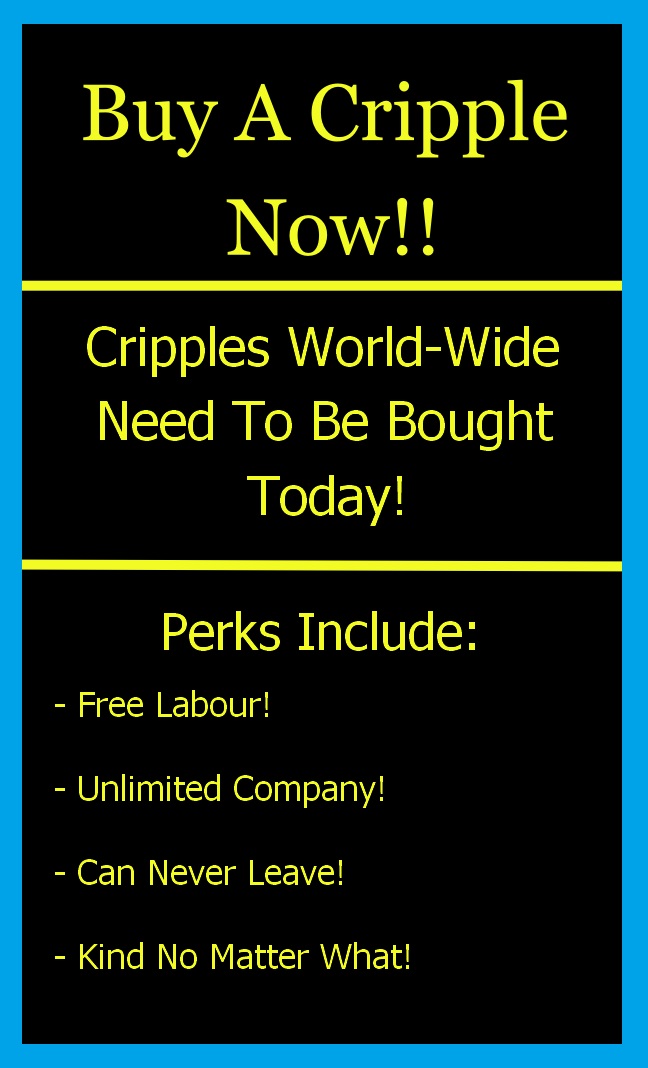 Buy A Cripple
Now!!
Cripples World-Wide
Need To Be Bought
Today!
Perks Include:
- Free Labour!
- Unlimited Company!
- Can Never Leave!
- Kind No Matter What!